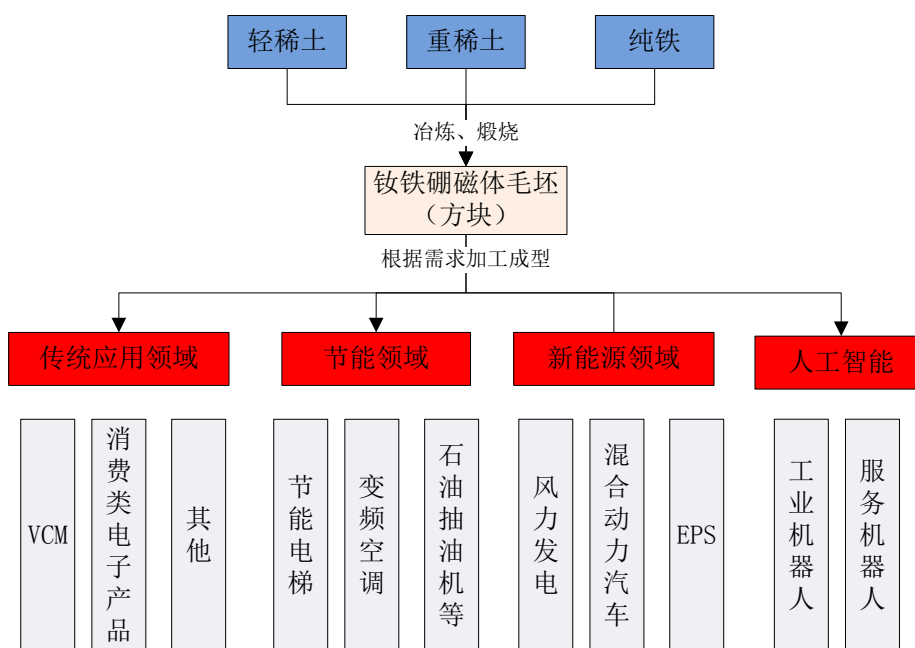 轻稀土
重稀土
纯铁
冶炼、煅烧
钕铁硼磁体毛坯
（方块）
根据需求加工成型
传统应用领域
节能领域
新能源领域
人工智能
VCM
消费类电子产品
其他
节能电梯
变频空调
石油抽油机等
风力发电
混合动力汽车
EPS
工业机器人
服务机器人